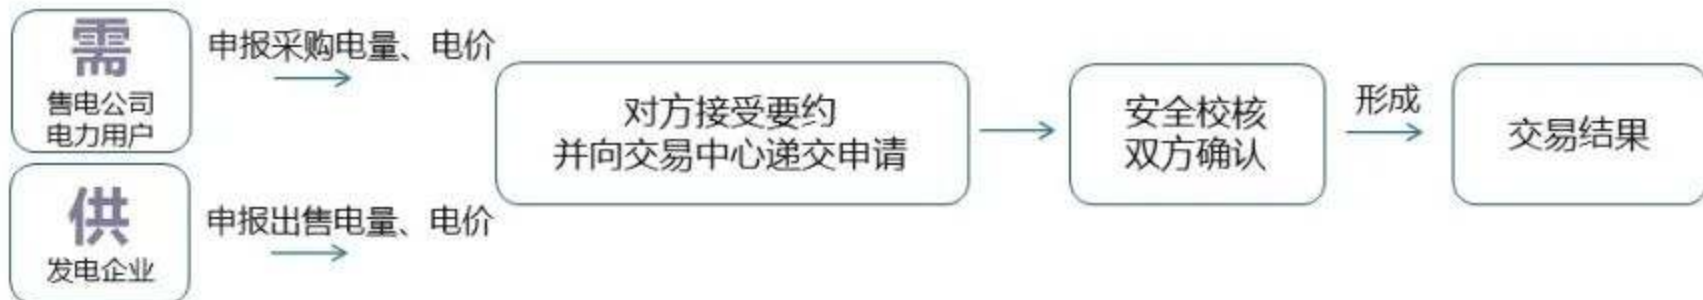 需
售电公司
电力用户
申报采购电量、电价
供
发电企业
申报出售电量、电价
对方接受要约
并向交易中心递交申请
安全校核
双方确认
形成
交易结果